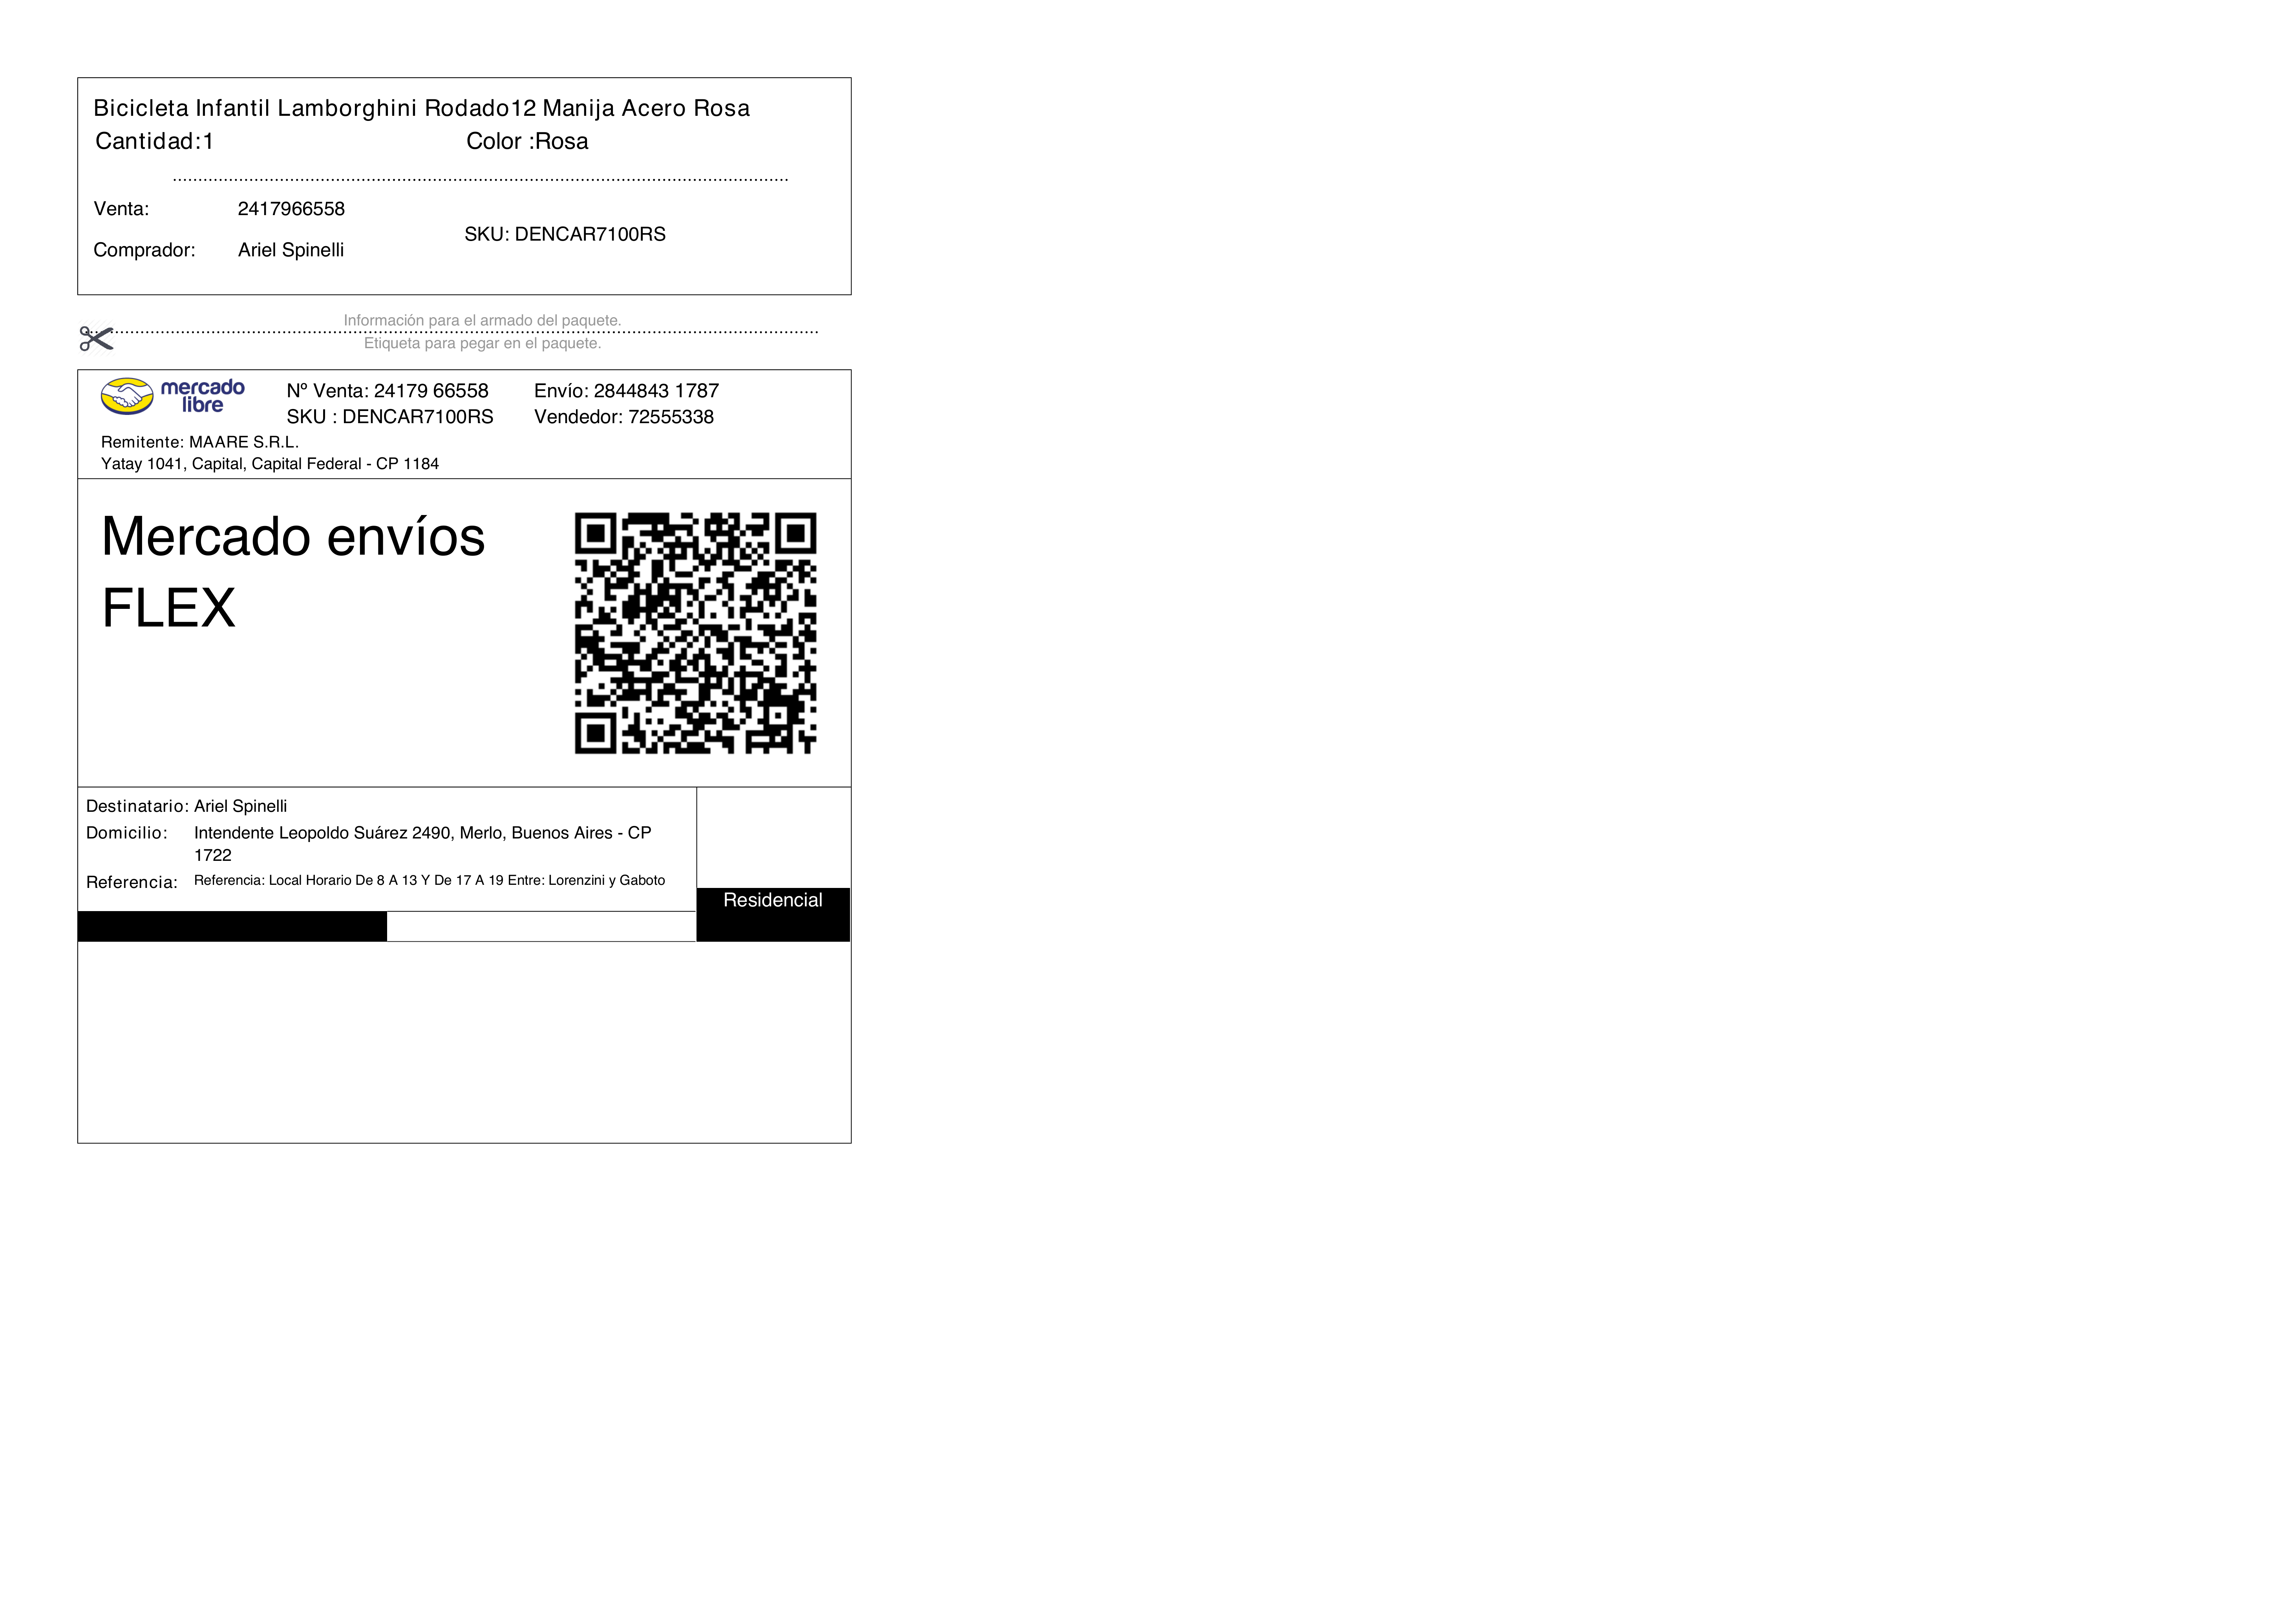 Bicicleta Infantil Lamborghini Rodado12 Manija Acero Rosa
Cantidad:1 Color :Rosa
Venta: 2417966558
SKU: DENCAR7100RS
Comprador: Ariel Spinelli
Información para el armado del paquete.
Etiqueta para pegar en el paquete.
mercado
libre
Nº Venta: 24179 66558 Envío: 2844843 1787
SKU : DENCAR7100RS Vendedor: 72555338
Remitente: MAARE S.R.L.
Yatay 1041, Capital, Capital Federal - CP 1184
Mercado envíos
FLEX
Destinatario: Ariel Spinelli
Domicilio: Intendente Leopoldo Suárez 2490, Merlo, Buenos Aires - CP
1722
Referencia: Referencia: Local Horario De 8 A 13 Y De 17 A 19 Entre: Lorenzini y Gaboto
Residencial